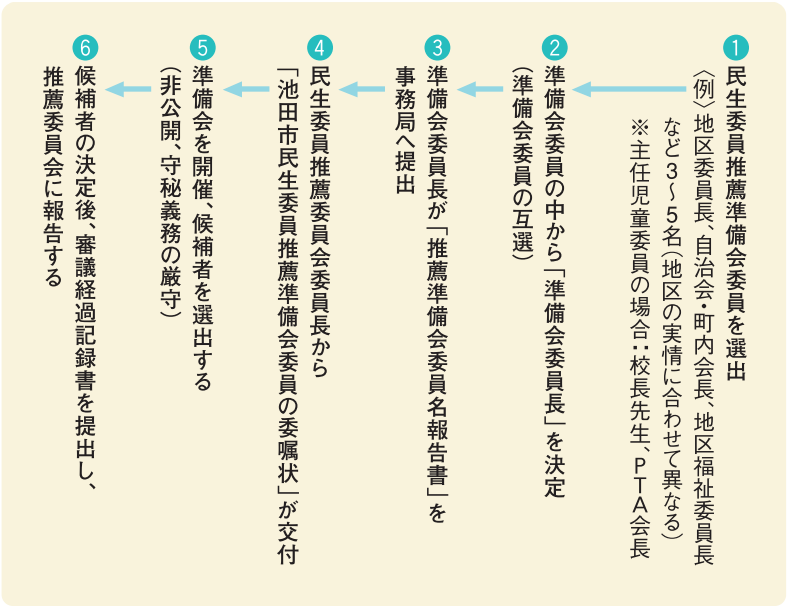 ❶
民生委員推薦準備会委員を選出
〈例〉地区委員長、自治会・町内会長、地区福祉委員長
など３〜５名（地区の実情に合わせて異なる）
※主任児童委員の場合：校長先生、ＰＴＡ会長
❷
準備会委員の中から「準備会委員長」を決定
（準備会委員の互選）
❸
準備会委員長が「推薦準備会委員名報告書」を
事務局へ提出
❹
民生委員推薦委員会委員長から
「池田市民生委員推薦準備会委員の委嘱状」が交付
❺
準備会を開催、候補者を選出する
（非公開、守秘義務の厳守）
❻
候補者の決定後、審議経過記録書を提出し、
推薦委員会に報告する